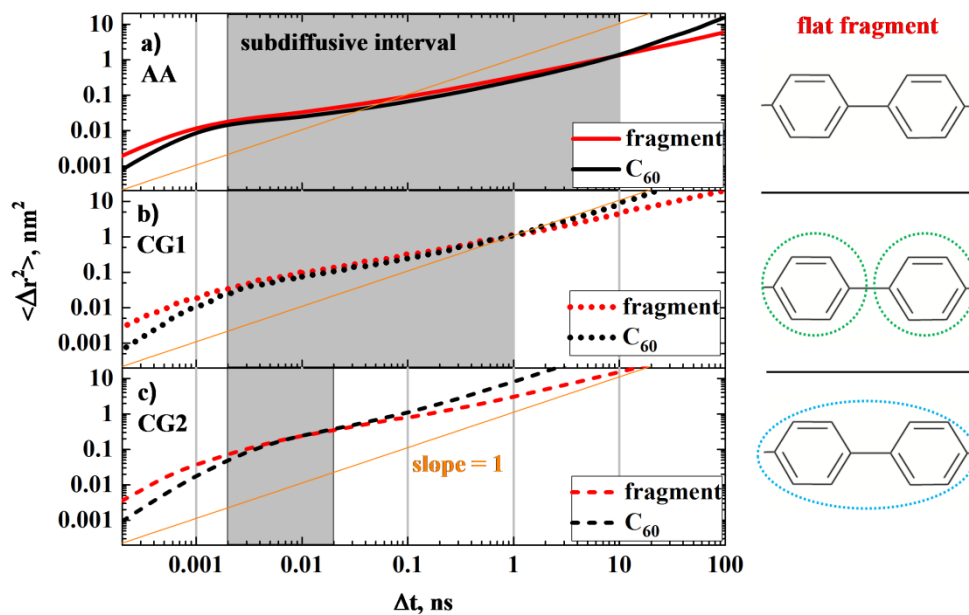 flat fragment
10
1
0.1
0.01
0.001
a)
AA
subdiffusive interval
fragment
C60
10
1
0.1
0.01
0.001
b)
CG1
fragment
C60
10
1
0.1
0.01
0.001
c)
CG2
slope = 1
fragment
C60
<Δr²>, nm²
0.001 0.01 0.1 1 10 100
Δt, ns